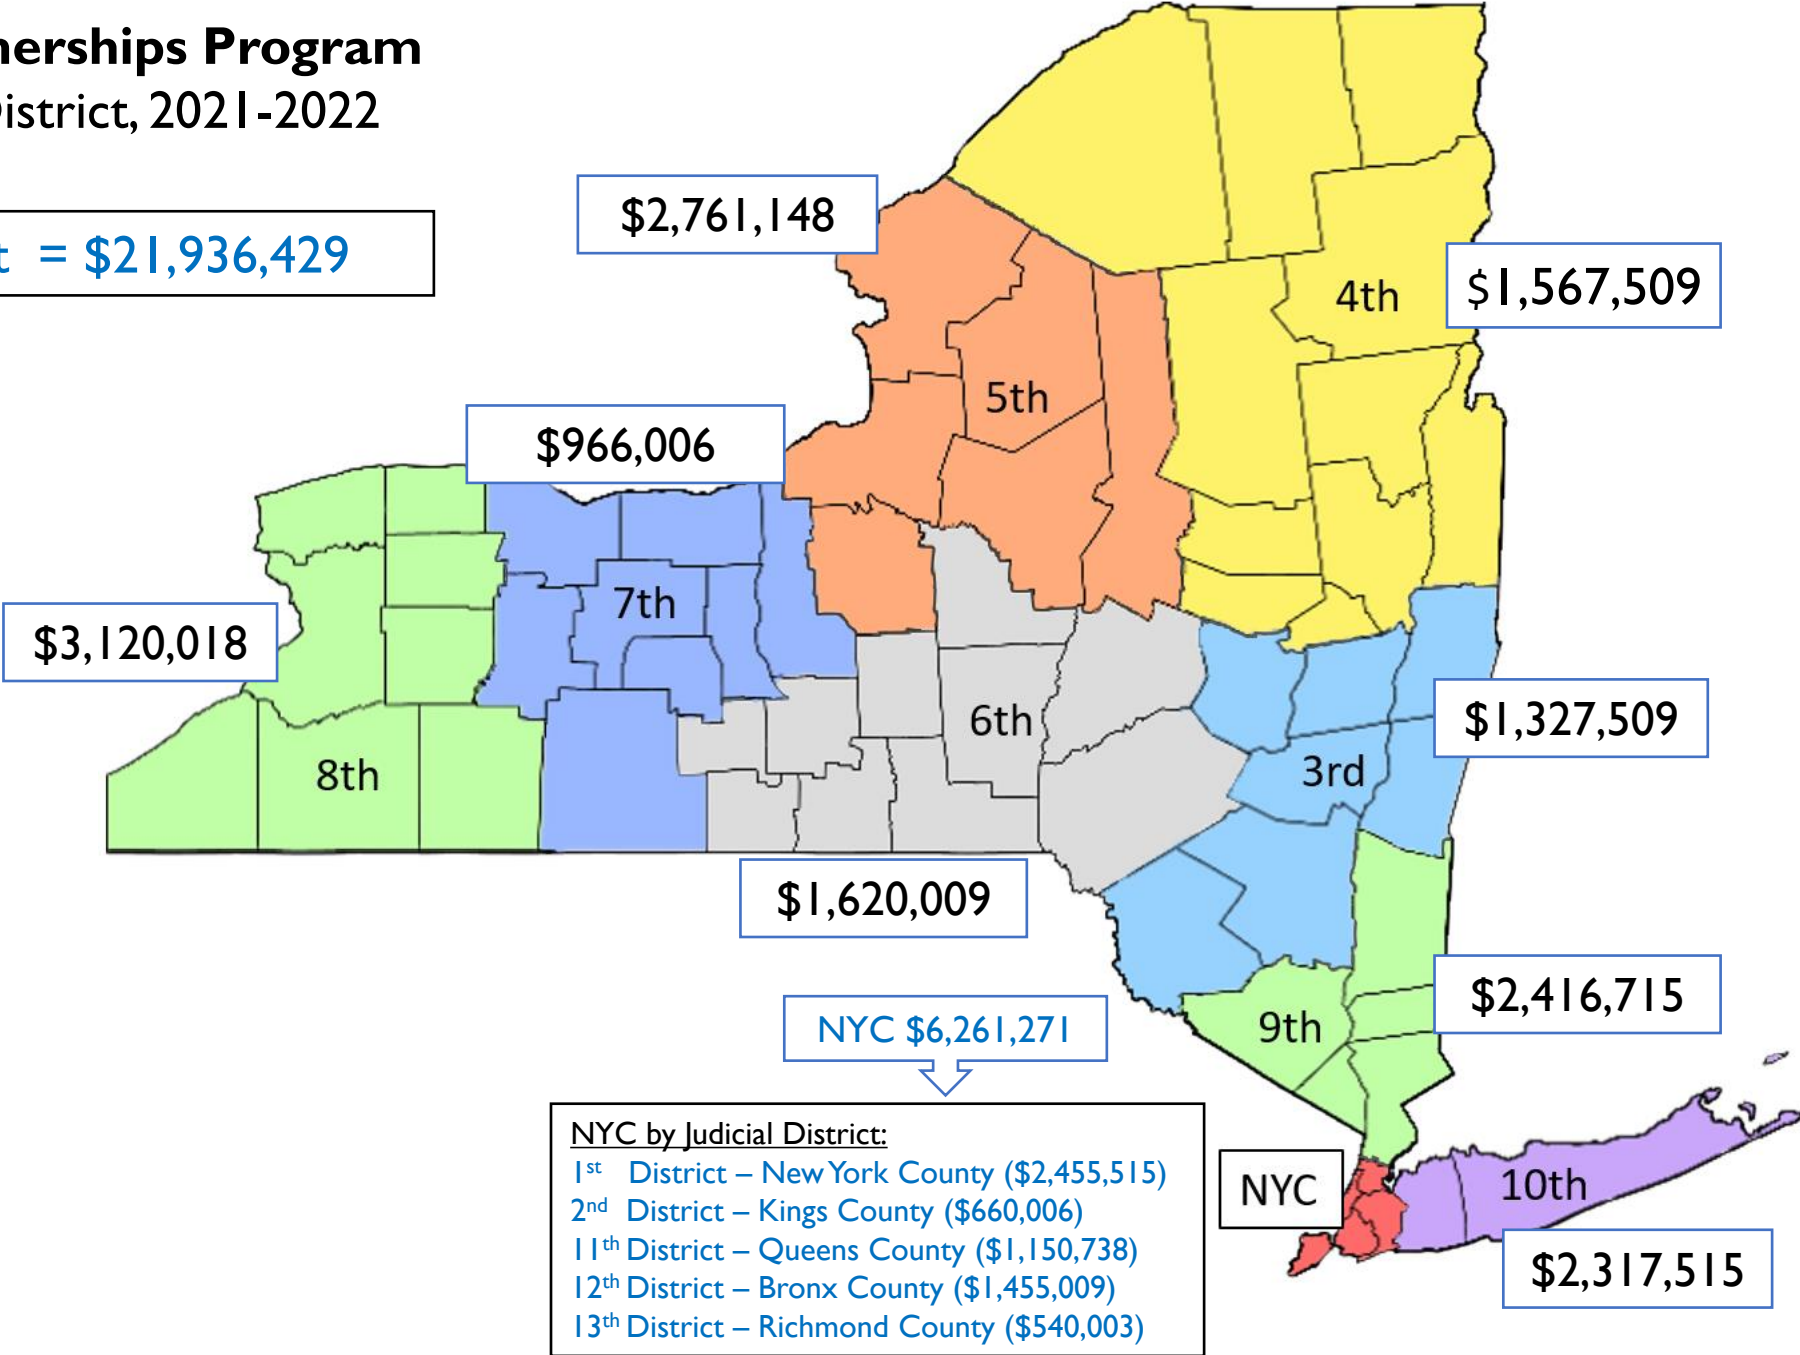 Program
2021-2022
= $21,936,429
$2,761,148
4th
$1,567,509
5th
$966,006
7th
$3,120,018
6th
$1,327,509
8th
3rd
$1,620,009
$2,416,715
NYC $6,261,271
9th
NYC by Judicial District:
1st District – New York County ($2,455,515)
2nd District – Kings County ($660,006)
11th District – Queens County ($1,150,738)
12th District – Bronx County ($1,455,009)
13th District – Richmond County ($540,003)
NYC
10th
$2,317,515